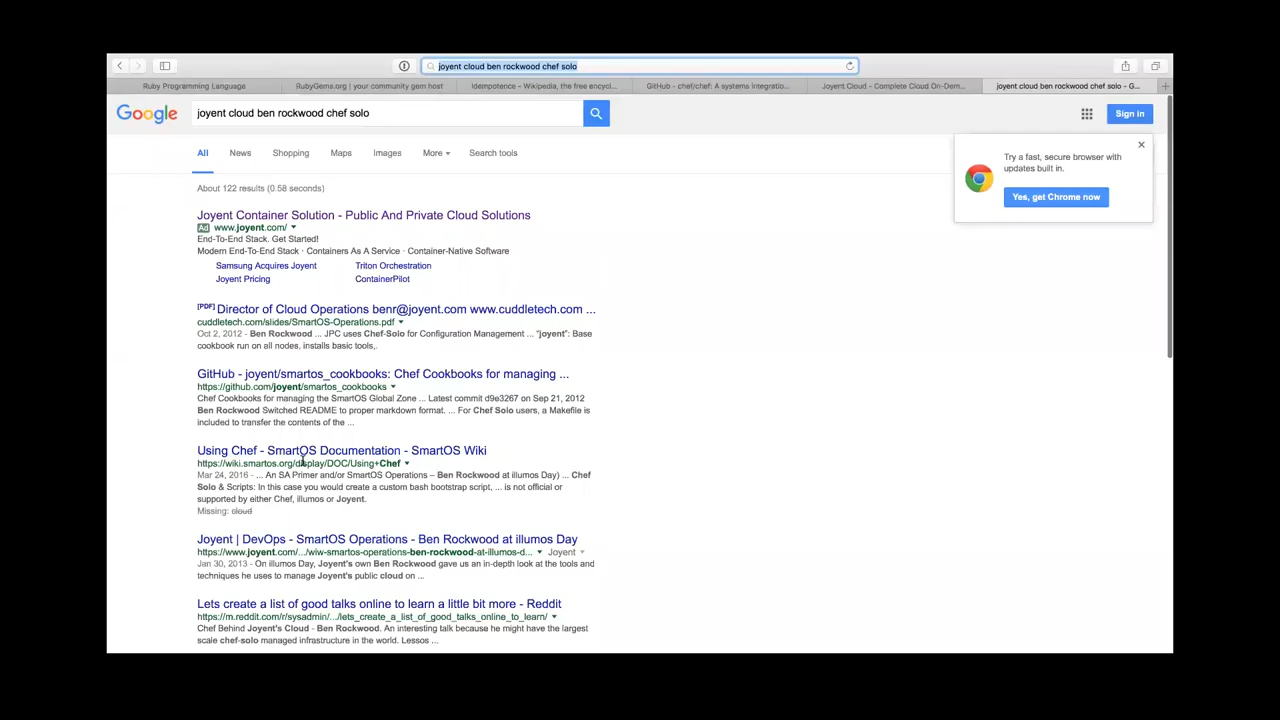 joyent cloud ben rockwood chef solo
Ruby Programming Language
RubyGems.org | your community gem host
Idempotence – Wikipedia, the free encycl...
GitHub - chef/chef: A systems integratio...
Joyent Cloud - Complete Cloud On-Dem...
joyent cloud ben rockwood chef solo - G...
Google
joyent cloud ben rockwood chef solo
Sign in
All
News
Shopping
Maps
Images
More
Search tools
Try a fast, secure browser with
updates built in.
Yes, get Chrome now
About 122 results (0.58 seconds)
Joyent Container Solution - Public And Private Cloud Solutions
Ad www.joyent.com/
End-To-End Stack. Get Started!
Modern End-To-End Stack · Containers As A Service · Container-Native Software
Samsung Acquires Joyent
Triton Orchestration
Joyent Pricing
ContainerPilot
[PDF] Director of Cloud Operations benr@joyent.com www.cuddletech.com ...
cuddletech.com/slides/SmartOS-Operations.pdf
Oct 2, 2012 - Ben Rockwood ... JPC uses Chef-Solo for Configuration Management ... "joyent": Base
cookbook run on all nodes, installs basic tools,.
GitHub - joyent/smartos_cookbooks: Chef Cookbooks for managing ...
https://github.com/joyent/smartos_cookbooks
Chef Cookbooks for managing the SmartOS Global Zone ... Latest commit d9e3267 on Sep 21, 2012
Ben Rockwood Switched README to proper markdown format. ... For Chef Solo users, a Makefile is
included to transfer the contents of the ...
Using Chef - SmartOS Documentation - SmartOS Wiki
https://wiki.smartos.org/display/DOC/Using+Chef
Mar 24, 2016 - ... An SA Primer and/or SmartOS Operations – Ben Rockwood at illumos Day) ... Chef
Solo & Scripts: In this case you would create a custom bash bootstrap script, ... is not official or
supported by either Chef, illumos or Joyent.
Missing: cloud
Joyent | DevOps - SmartOS Operations - Ben Rockwood at illumos Day
https://www.joyent.com/.../wiw-smartos-operations-ben-rockwood-at-illumos-d... Joyent
Jan 30, 2013 - On illumos Day, Joyent's own Ben Rockwood gave us an in-depth look at the tools and
techniques he uses to manage Joyent's public cloud on ...
Lets create a list of good talks online to learn a little bit more - Reddit
https://m.reddit.com/r/sysadmin/.../lets_create_a_list_of_good_talks_online_to_learn/
Chef Behind Joyent's Cloud - Ben Rockwood. An interesting talk because he might have the largest
scale chef-solo managed infrastructure in the world. Lessos ...